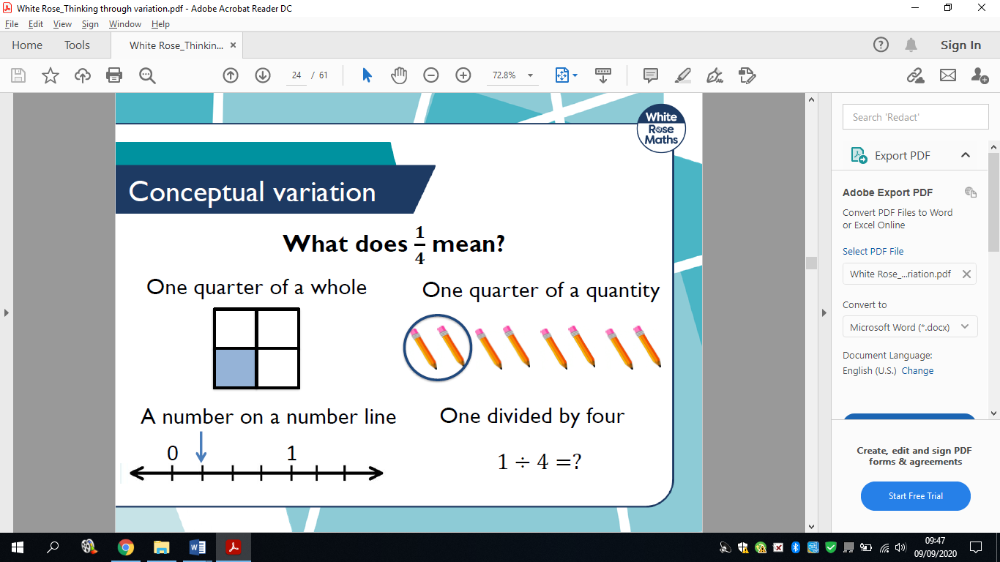 White Rose_Thinking through variation.pdf - Adobe Acrobat Reader DC
File Edit View Sign Window Help
Home Tools White Rose_Thinkin... ×
Sign In
24 / 61
72.8%
White
Rose
Maths
Conceptual variation
What does 1/4 mean?
One quarter of a whole
One quarter of a quantity
A number on a number line
0 1
One divided by four
1 ÷ 4 =?
Search 'Redact'
Export PDF
Adobe Export PDF
Convert PDF Files to Word
or Excel Online
Select PDF File
White Rose_...riation.pdf
Convert to
Microsoft Word (*.docx)
Document Language:
English (U.S.) Change
Create, edit and sign PDF
forms & agreements
Start Free Trial
09:47
09/09/2020